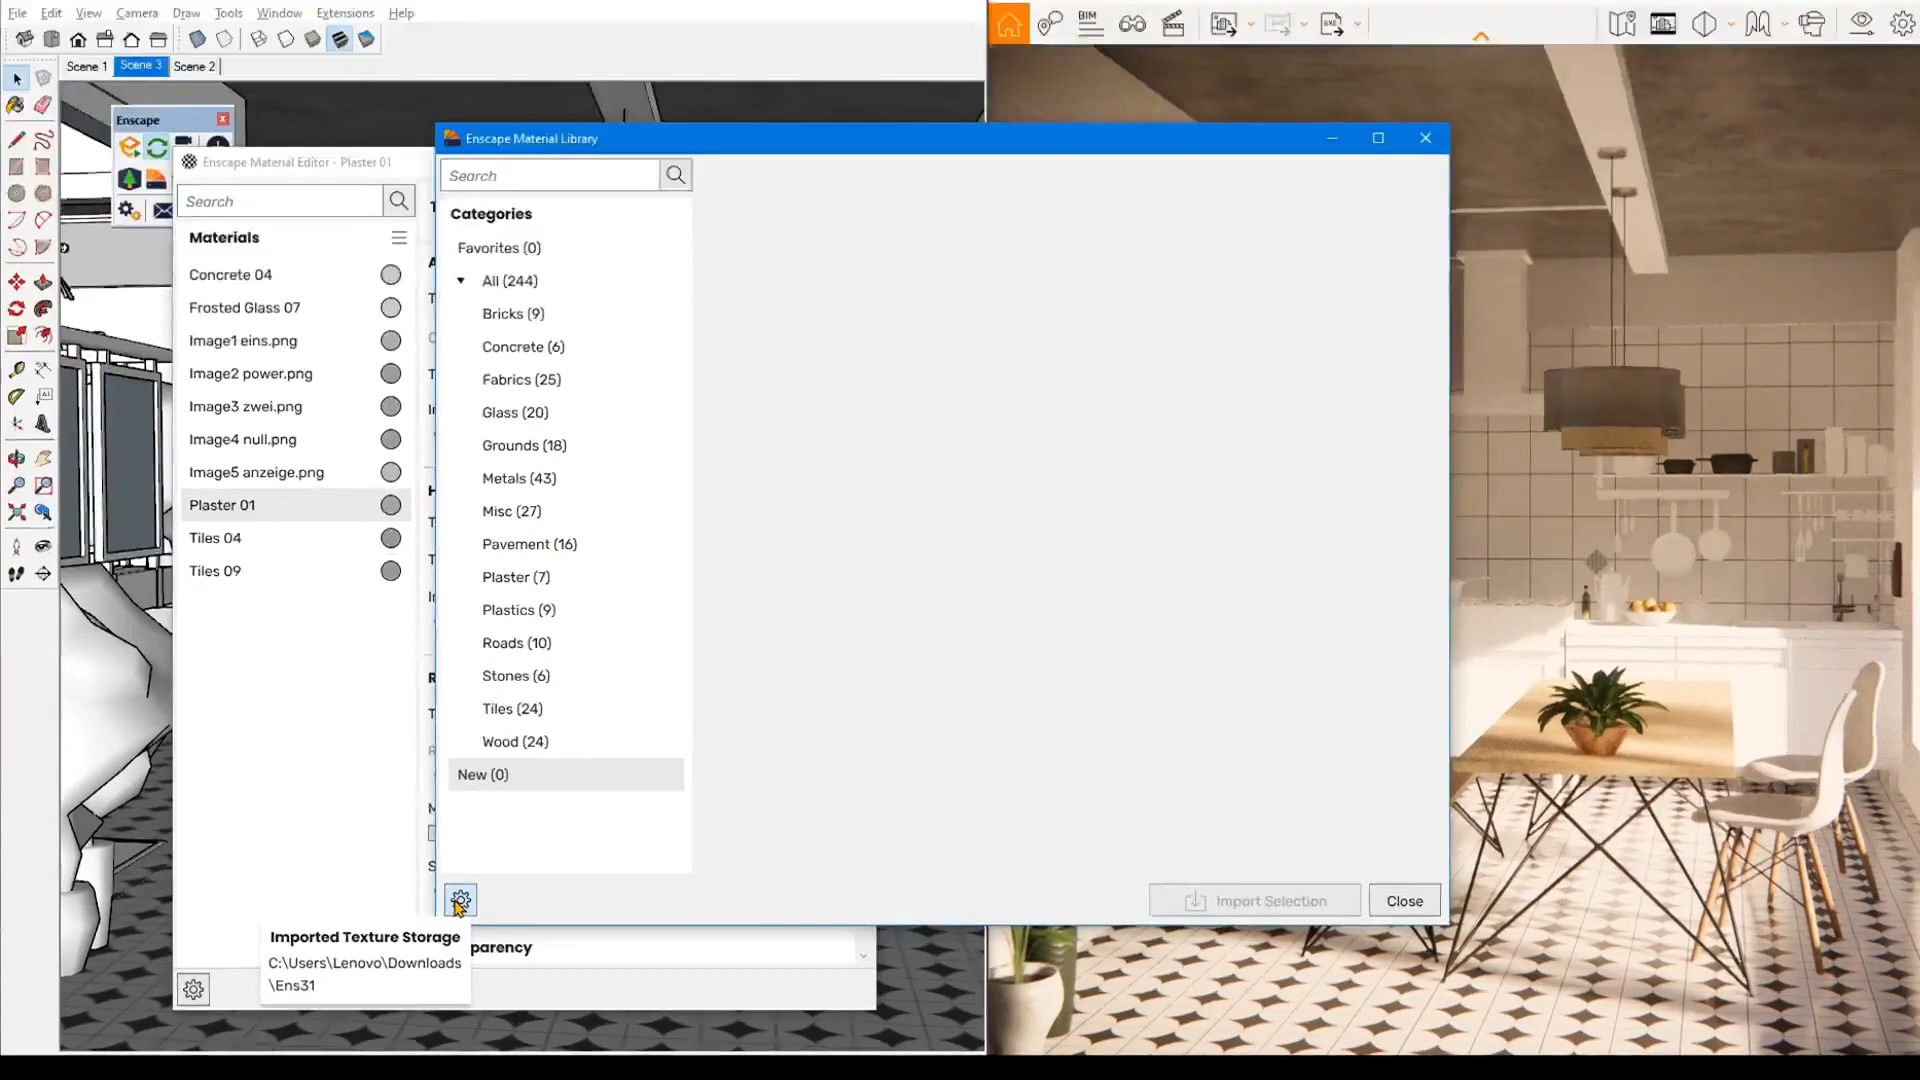 File Edit View Camera Draw Tools Window Extensions Help
BIM
EXE
Scene 1 Scene 3 Scene 2
Enscape
Enscape Material Editor - Plaster 01
Search
Materials
Concrete 04
Frosted Glass 07
Image1 eins.png
Image2 power.png
Image3 zwei.png
Image4 null.png
Image5 anzeige.png
Plaster 01
Tiles 04
Tiles 09
Enscape Material Library
Search
Categories
Favorites (0)
All (244)
Bricks (9)
Concrete (6)
Fabrics (25)
Glass (20)
Grounds (18)
Metals (43)
Misc (27)
Pavement (16)
Plaster (7)
Plastics (9)
Roads (10)
Stones (6)
Tiles (24)
Wood (24)
New (0)
Import Selection Close
Imported Texture Storage
C:\Users\Lenovo\Downloads
\Ens31
parency